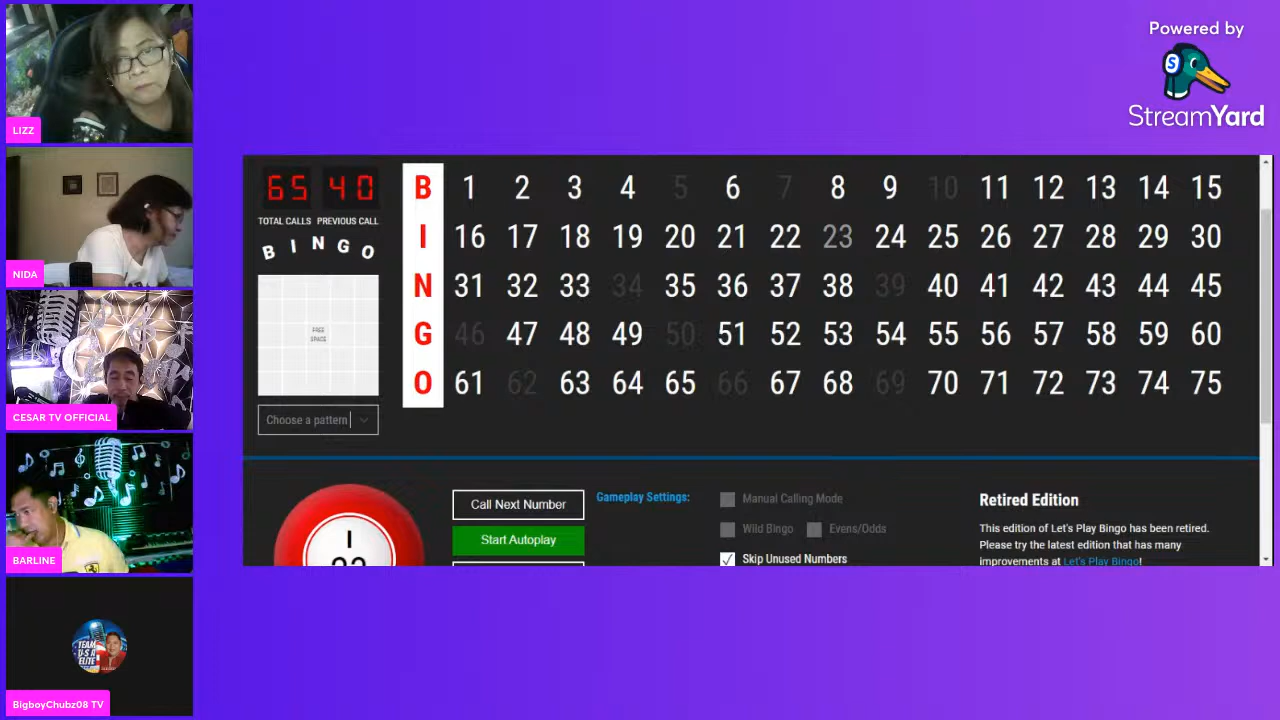 LIZZ
NIDA
CESAR TV OFFICIAL
BARLINE
TEAM
U-S A
ELITE
BigboyChubz08 TV
Powered by
S
StreamYard
65 40
TOTAL CALLS PREVIOUS CALL
B I N G O
FREE
SPACE
Choose a pattern
B 1 2 3 4 5 6 7 8 9 10 11 12 13 14 15
I 16 17 18 19 20 21 22 23 24 25 26 27 28 29 30
N 31 32 33 34 35 36 37 38 39 40 41 42 43 44 45
G 46 47 48 49 50 51 52 53 54 55 56 57 58 59 60
O 61 62 63 64 65 66 67 68 69 70 71 72 73 74 75
I
Call Next Number
Start Autoplay
Gameplay Settings:
Manual Calling Mode
Wild Bingo Evens/Odds
Skip Unused Numbers
Retired Edition
This edition of Let's Play Bingo has been retired.
Please try the latest edition that has many
improvements at Let's Play Bingo!